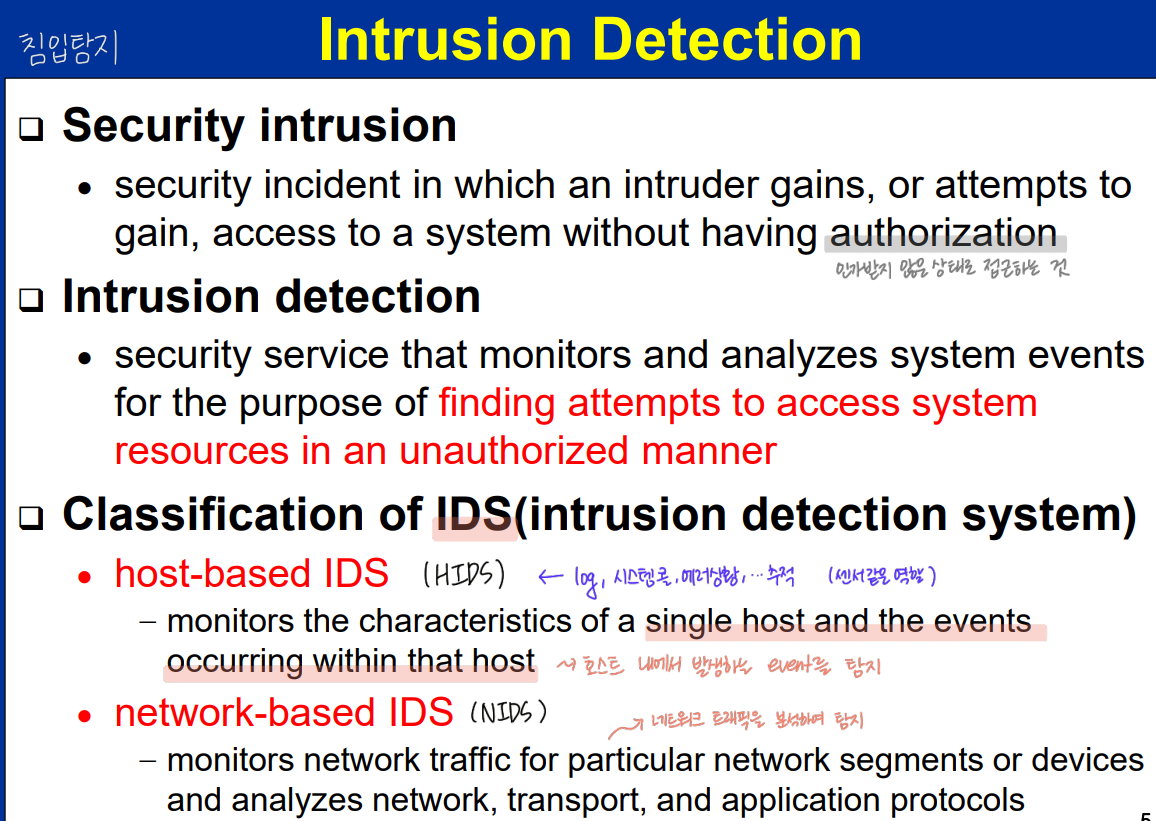 침입탐지
Intrusion Detection
❑ Security intrusion
• security incident in which an intruder gains, or attempts to
gain, access to a system without having authorization
인가받지 않은 상태로 접근하는 것
❑ Intrusion detection
• security service that monitors and analyzes system events
for the purpose of finding attempts to access system
resources in an unauthorized manner
❑ Classification of IDS(intrusion detection system)
• host-based IDS (HIDS) ← log, 시스템콜, 에러상황, … 추적 (센서같은 역할)
– monitors the characteristics of a single host and the events
occurring within that host ~> 호스트 내에서 발생하는 event를 탐지
• network-based IDS (NIDS) → 네트워크 트래픽을 분석하여 탐지
– monitors network traffic for particular network segments or devices
and analyzes network, transport, and application protocols
5